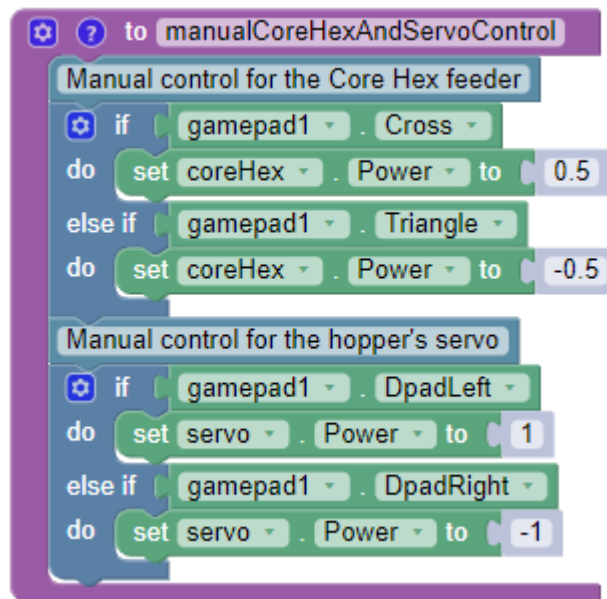 to manualCoreHexAndServoControl
Manual control for the Core Hex feeder
if gamepad1 . Cross
do set coreHex . Power to 0.5
else if gamepad1 . Triangle
do set coreHex . Power to -0.5
Manual control for the hopper's servo
if gamepad1 . DpadLeft
do set servo . Power to 1
else if gamepad1 . DpadRight
do set servo . Power to -1